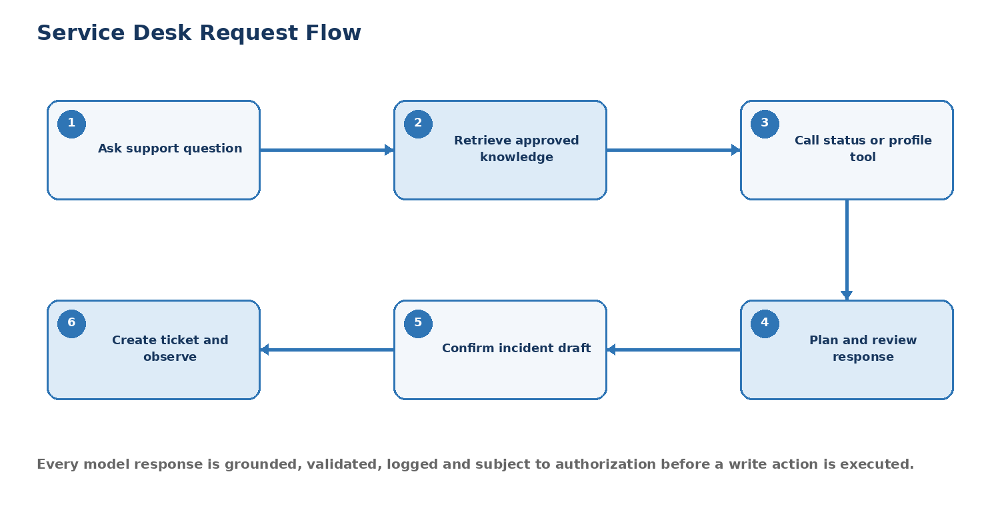 Service Desk Request Flow
1
Ask support question
2
Retrieve approved
knowledge
3
Call status or profile
tool
4
Plan and review
response
5
Confirm incident draft
6
Create ticket and
observe
Every model response is grounded, validated, logged and subject to authorization before a write action is executed.